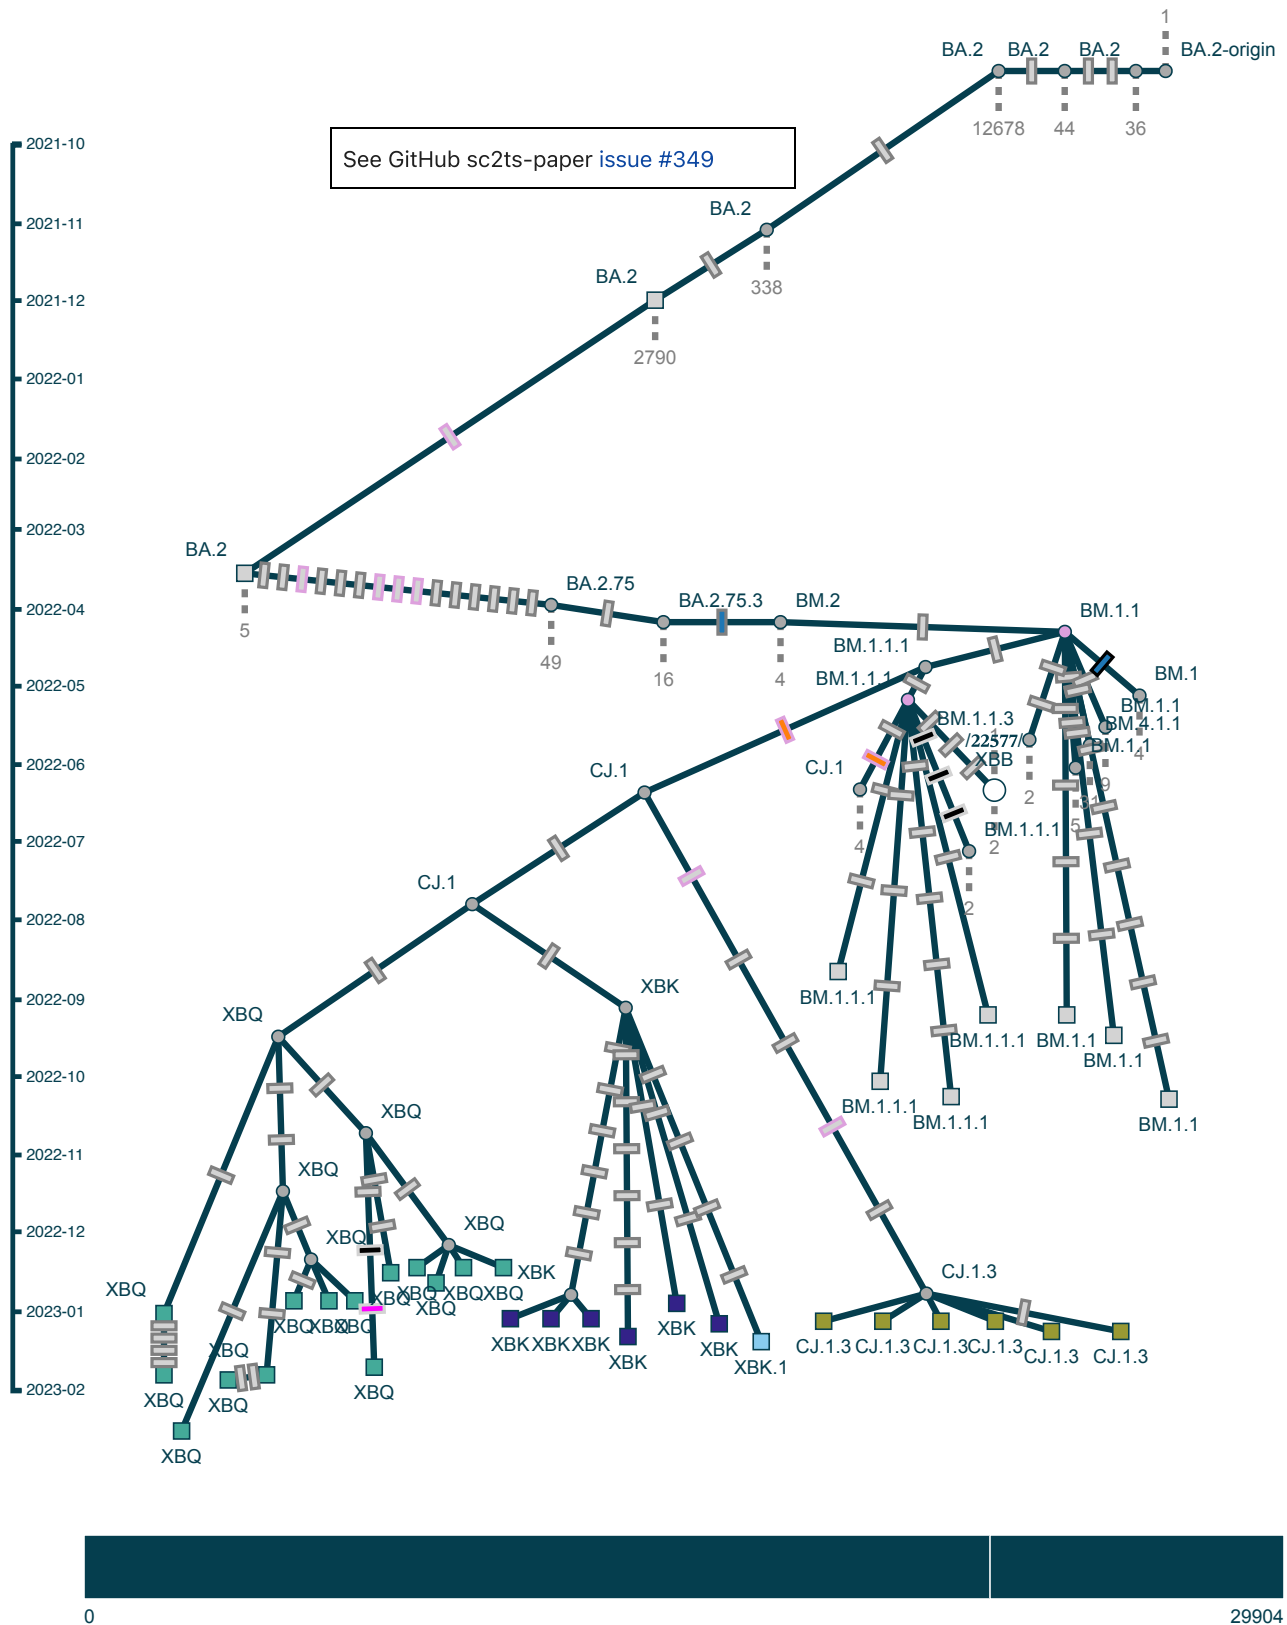 1
BA.2 BA.2 BA.2 BA.2-origin
12678 44 36
2021-10
See GitHub sc2ts-paper issue #349
BA.2
2021-11
338
BA.2
2021-12
2790
2022-01
2022-02
2022-03
BA.2
BA.2.75
BA.2.75.3 BM.2
BM.1.1
2022-04
5
49
16
4
BM.1.1.1
BM.1.1.1
BM.1
2022-05
BM.1.1
BM.1.1.3
BM.4.1.1
/22577/
BM.1.1
XBB
2022-06
CJ.1
CJ.1
4
2
9
31
5
BM.1.1.1
2022-07
4
2
CJ.1
2
2022-08
XBK
BM.1.1.1
2022-09
XBQ
BM.1.1.1 BM.1.1
BM.1.1
2022-10
XBQ
BM.1.1.1
BM.1.1.1
BM.1.1
2022-11
XBQ
2022-12
XBQ
XBQ
CJ.1.3
XBK
XBQ
XBQ XBQ XBQ XBQ
XBQ
2023-01
XBQ XBQ XBQ
XBK XBK XBK
XBK
XBK
XBK
XBK.1
CJ.1.3 CJ.1.3 CJ.1.3 CJ.1.3
CJ.1.3 CJ.1.3
XBQ
2023-02
XBQ XBQ XBQ
XBQ
0 29904